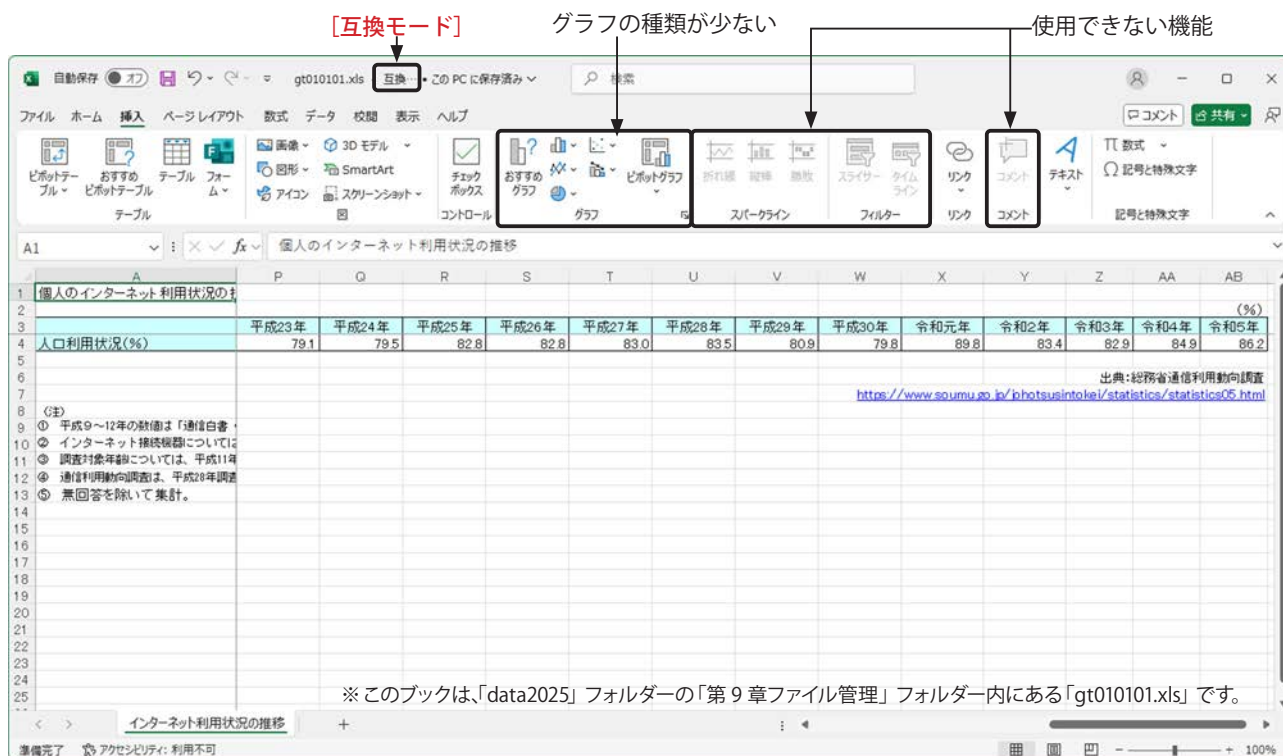 [互換モード] グラフの種類が少ない 使用できない機能
自動保存 オフ gt010101.xls 互換… • この PC に保存済み 検索
ファイル ホーム 挿入 ページ レイアウト 数式 データ 校閲 表示 ヘルプ コメント 共有
ピボットテーブル おすすめピボットテーブル テーブル フォーム 画像 図形 アイコン 3D モデル SmartArt スクリーンショット チェックボックス おすすめグラフ ピボットグラフ 折れ線 縦棒 勝敗 スライサー タイムライン リンク コメント テキスト 数式 記号と特殊文字
テーブル 図 コントロール グラフ スパークライン フィルター リンク コメント 記号と特殊文字
A1 fx 個人のインターネット利用状況の推移
A P Q R S T U V W X Y Z AA AB
1 個人のインターネット利用状況の
2 (%)
3 平成23年 平成24年 平成25年 平成26年 平成27年 平成28年 平成29年 平成30年 令和元年 令和2年 令和3年 令和4年 令和5年
4 人口利用状況(%) 79.1 79.5 82.8 82.8 83.0 83.5 80.9 79.8 89.8 83.4 82.9 84.9 86.2
5
6 出典:総務省通信利用動向調査
7 https://www.soumu.go.jp/johotsusintokei/statistics/statistics05.html
8 〈注〉
9 ① 平成9~12年の数値は「通信白書
10 ② インターネット接続機器については
11 ③ 調査対象年齢については、平成11年
12 ④ 通信利用動向調査は、平成28年調査
13 ⑤ 無回答を除いて集計。
14
15
16
17
18
19
20
21
22
23
24
25 ※このブックは、「data2025」フォルダーの「第 9 章ファイル管理」フォルダー内にある「gt010101.xls」です。
インターネット利用状況の推移 +
準備完了 アクセシビリティ: 利用不可 100%